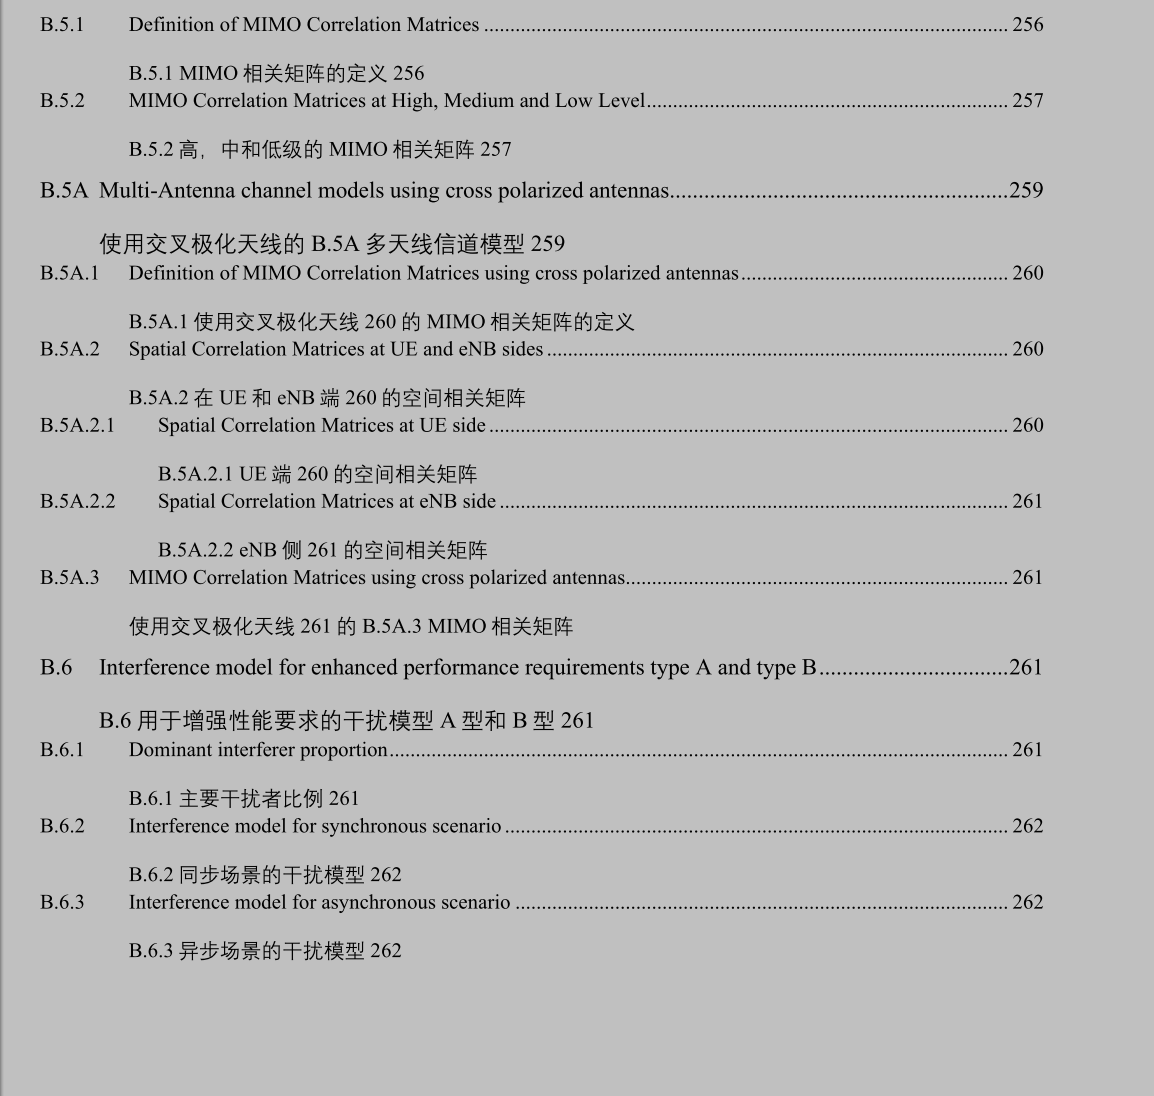 B.5.1 Definition of MIMO Correlation Matrices ........................................................................................................ 256
B.5.1 MIMO 相关矩阵的定义 256
B.5.2 MIMO Correlation Matrices at High, Medium and Low Level........................................................................ 257
B.5.2 高，中和低级的 MIMO 相关矩阵 257
B.5A Multi-Antenna channel models using cross polarized antennas............................................................259
使用交叉极化天线的 B.5A 多天线信道模型 259
B.5A.1 Definition of MIMO Correlation Matrices using cross polarized antennas..................................................... 260
B.5A.1 使用交叉极化天线 260 的 MIMO 相关矩阵的定义
B.5A.2 Spatial Correlation Matrices at UE and eNB sides ............................................................................................ 260
B.5A.2 在 UE 和 eNB 端 260 的空间相关矩阵
B.5A.2.1 Spatial Correlation Matrices at UE side ....................................................................................................... 260
B.5A.2.1 UE 端 260 的空间相关矩阵
B.5A.2.2 Spatial Correlation Matrices at eNB side ..................................................................................................... 261
B.5A.2.2 eNB 侧 261 的空间相关矩阵
B.5A.3 MIMO Correlation Matrices using cross polarized antennas............................................................................ 261
使用交叉极化天线 261 的 B.5A.3 MIMO 相关矩阵
B.6 Interference model for enhanced performance requirements type A and type B..................................261
B.6 用于增强性能要求的干扰模型 A 型和 B 型 261
B.6.1 Dominant interferer proportion........................................................................................................................... 261
B.6.1 主要干扰者比例 261
B.6.2 Interference model for synchronous scenario .................................................................................................... 262
B.6.2 同步场景的干扰模型 262
B.6.3 Interference model for asynchronous scenario .................................................................................................. 262
B.6.3 异步场景的干扰模型 262